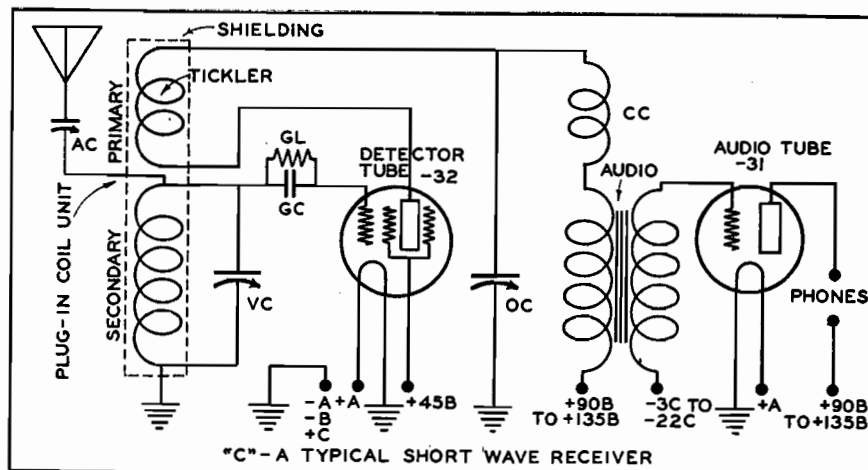 SHIELDING
TICKLER
AC
PRIMARY
PLUG-IN COIL UNIT
SECONDARY
GL
GC
VC
DETECTOR
TUBE -32
OC
CC
AUDIO
AUDIO TUBE
-31
PHONES
-A +A
-B
+C
+45B
+90B
TO +135B
-3C TO
-22C
+A
+90B
TO+135B
"C"-A TYPICAL SHORT WAVE RECEIVER